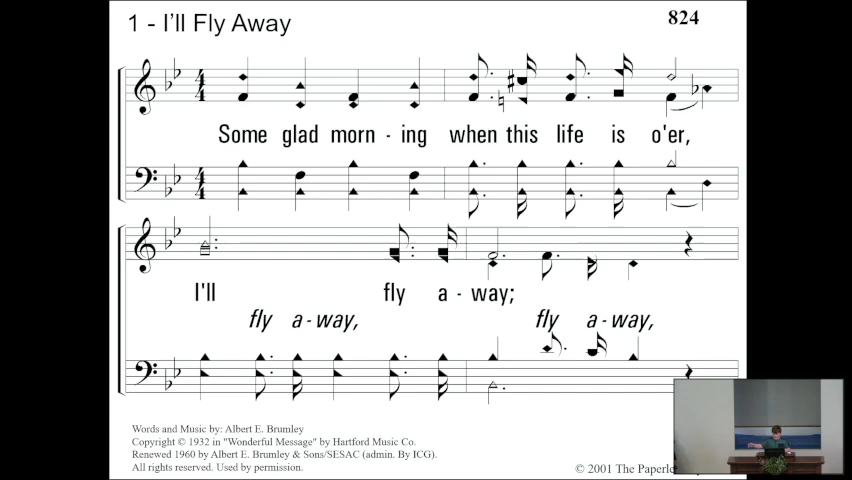 1 - I'll Fly Away
824
Some glad morn - ing when this life is o'er,
I'll fly a - way;
fly a - way, fly a - way,
Words and Music by: Albert E. Brumley
Copyright © 1932 in "Wonderful Message" by Hartford Music Co.
Renewed 1960 by Albert E. Brumley & Sons/SESAC (admin. By ICG).
All rights reserved. Used by permission.
© 2001 The